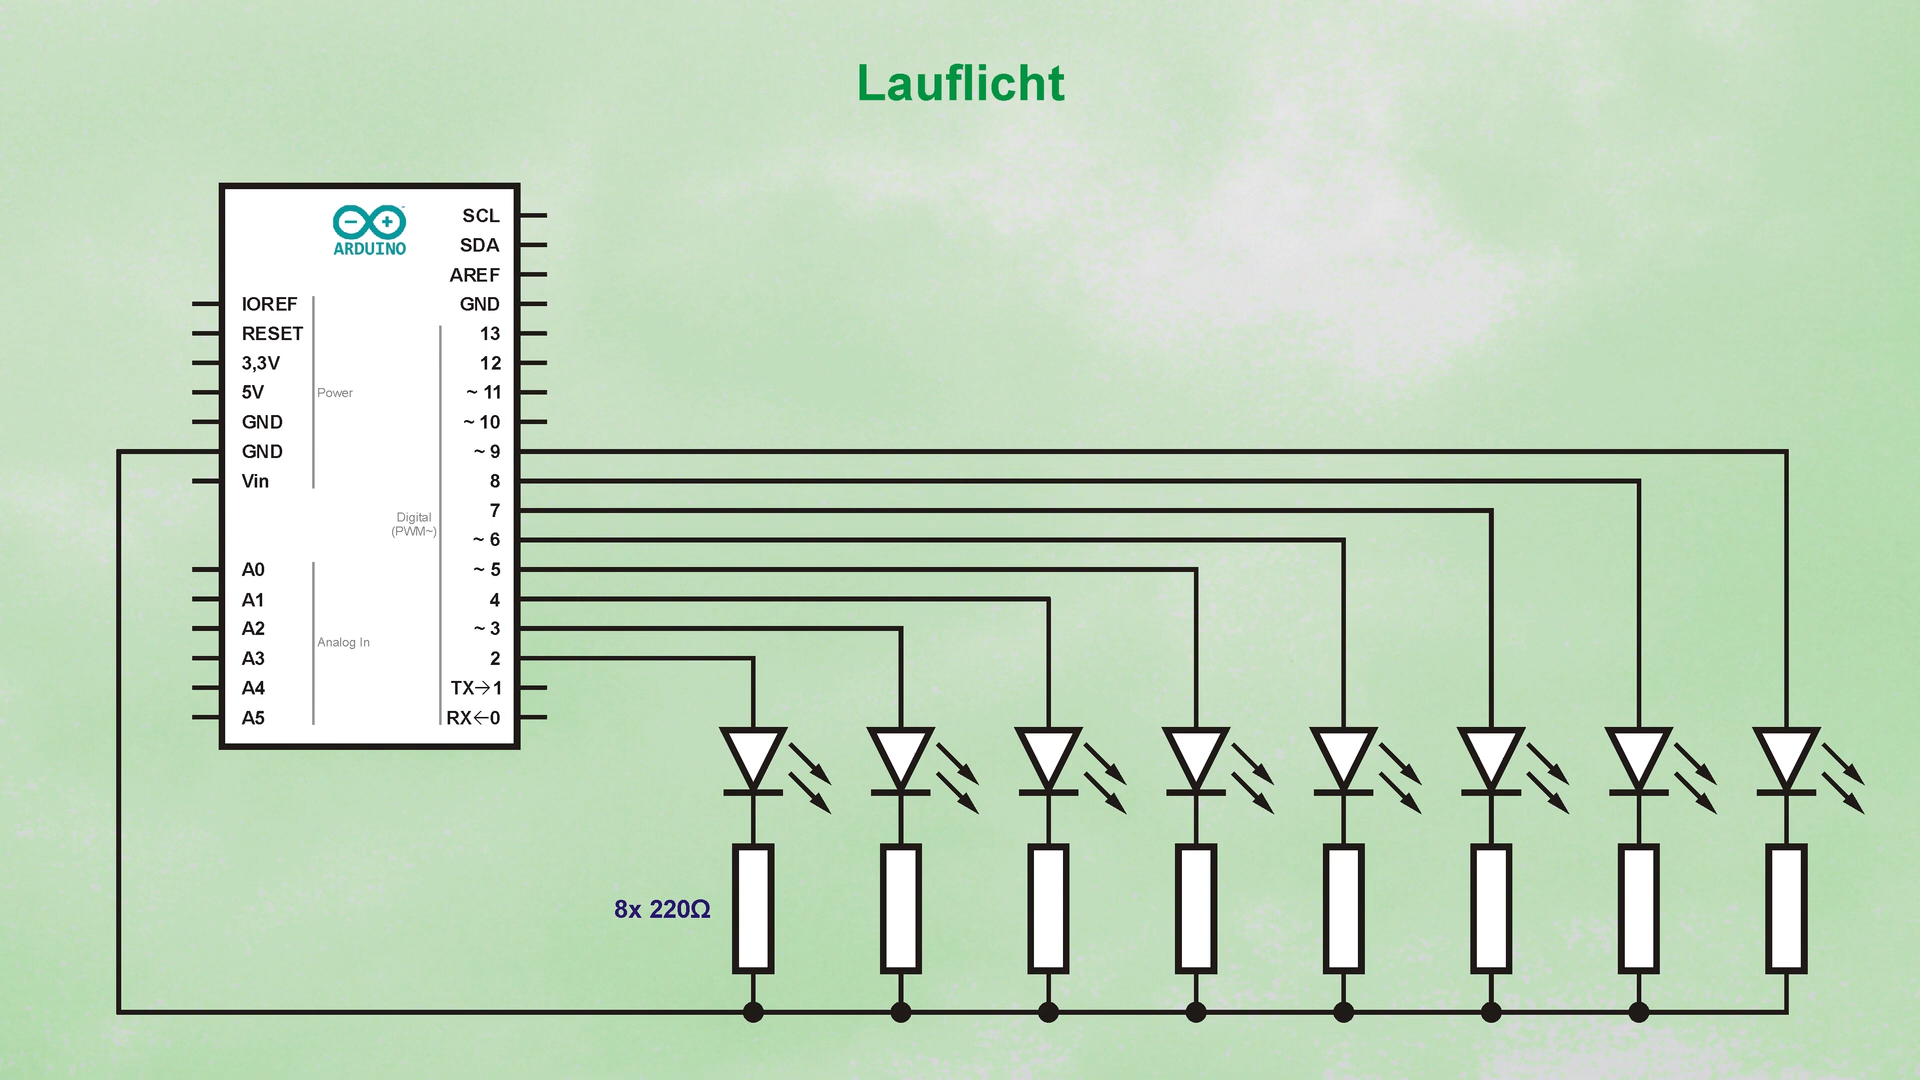 Lauflicht
ARDUINO
SCL
SDA
AREF
GND
13
12
~ 11
~ 10
~ 9
8
7
~ 6
~ 5
4
~ 3
2
TX→1
RX←0
IOREF
RESET
3,3V
5V
GND
GND
Vin
Power
Digital
(PWM~)
A0
A1
A2
A3
A4
A5
Analog In
8x 220Ω